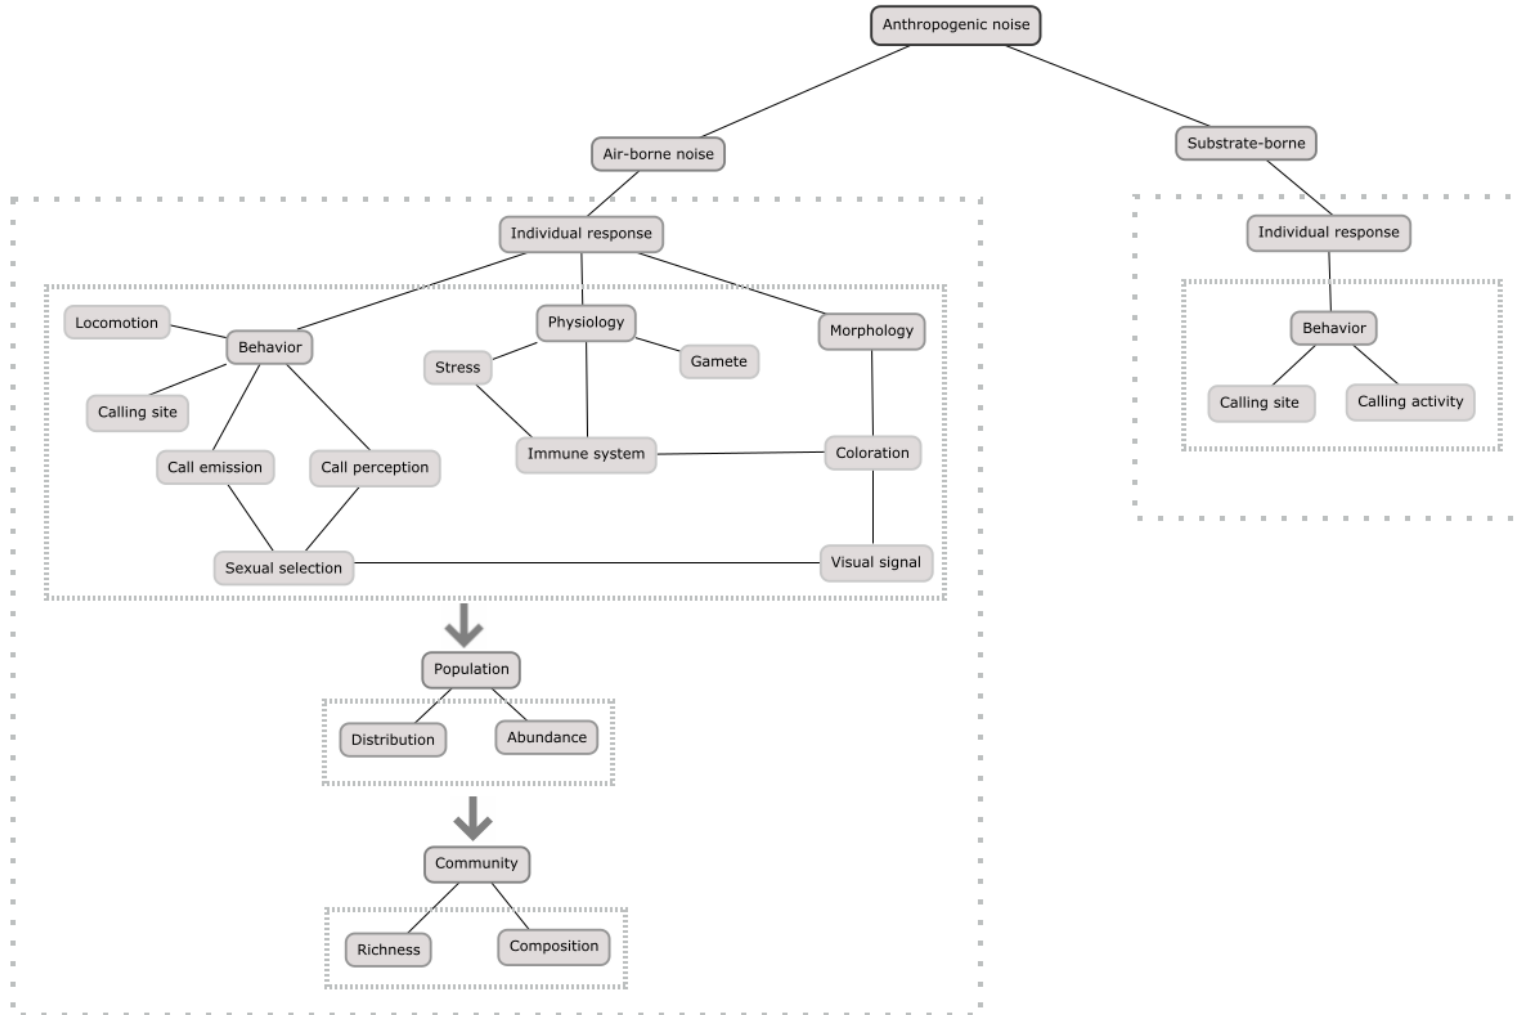 Anthropogenic noise
Air-borne noise
Substrate-borne
Individual response
Individual response
Locomotion
Behavior
Physiology
Morphology
Stress
Gamete
Calling site
Call emission
Call perception
Immune system
Coloration
Sexual selection
Visual signal
Behavior
Calling site
Calling activity
Population
Distribution
Abundance
Community
Richness
Composition